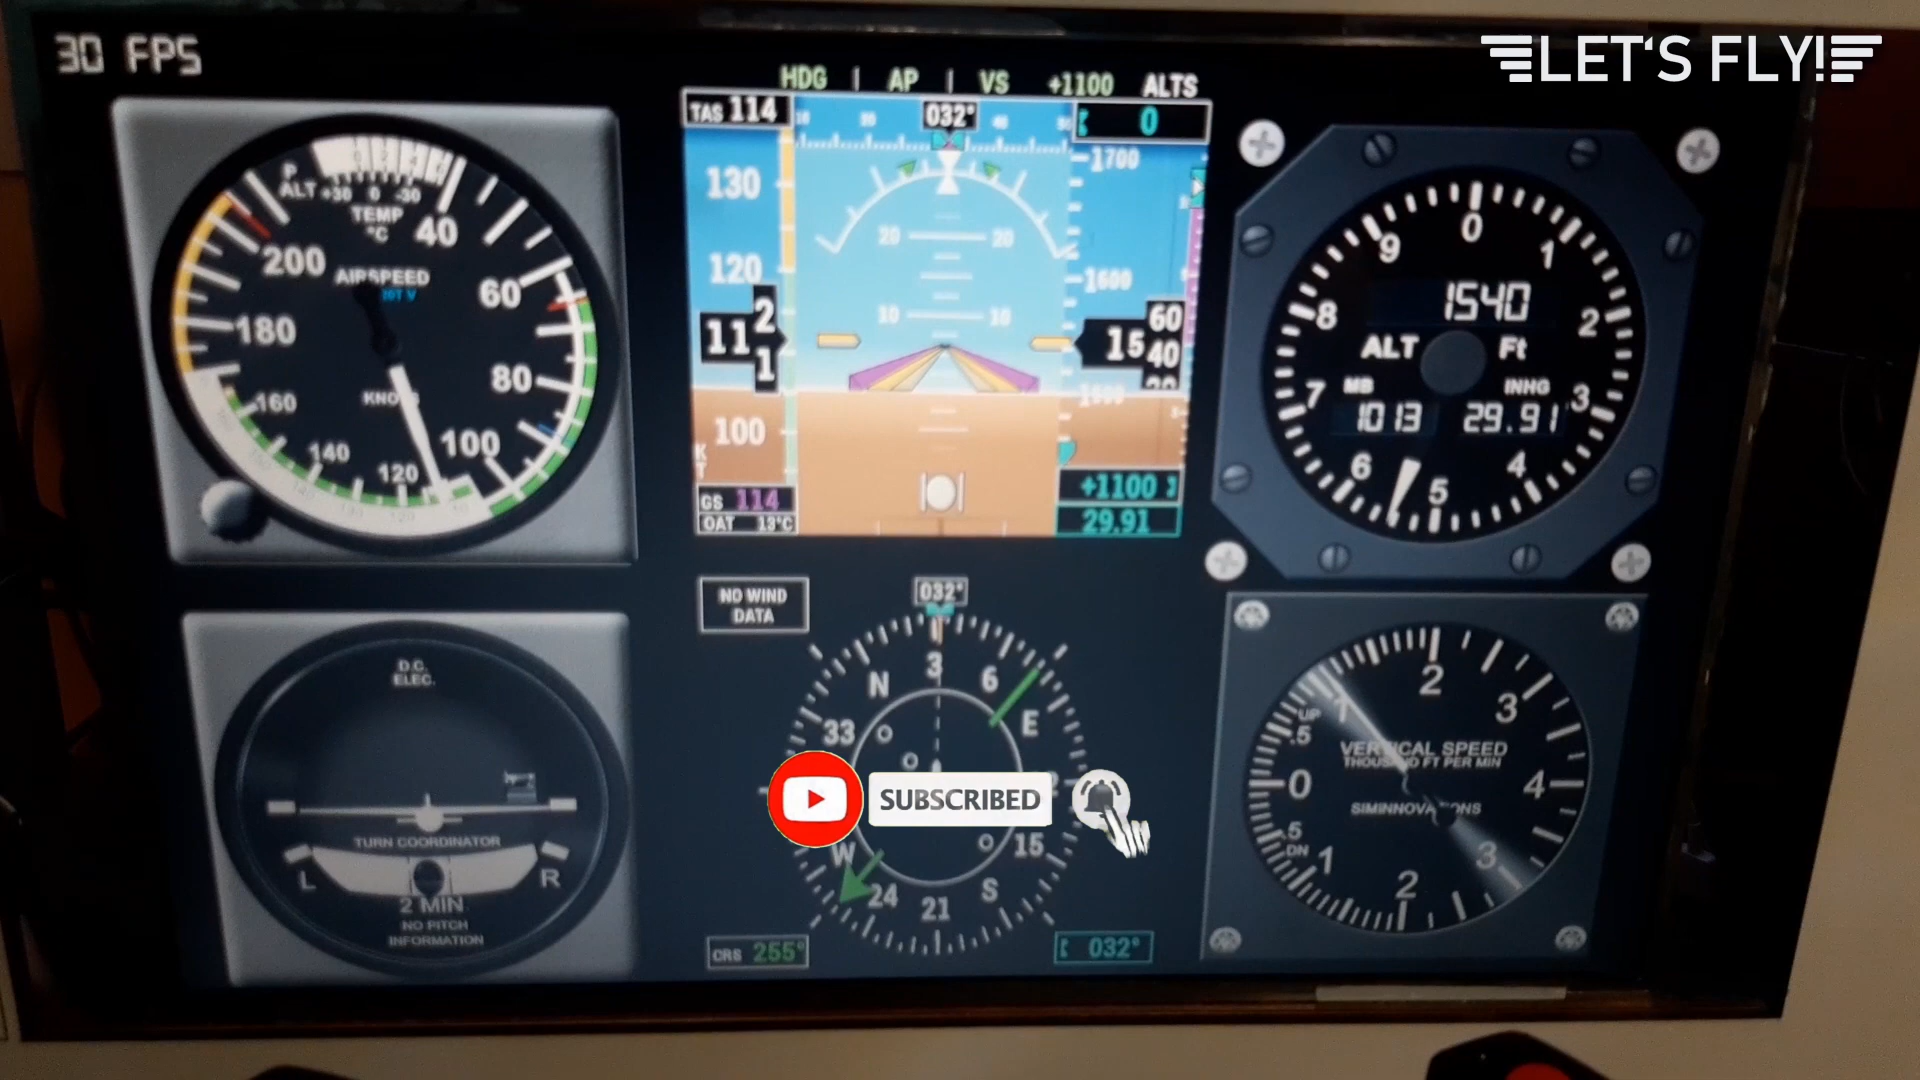 30 FPS
LET'S FLY!
HDG | AP | VS +1100 ALTS
TAS 114
032°
0
130
120
11
2
1
100
GS 114
OAT 13°C
20 20
10 10
1700
1600
15
60
40
20
+1100
29.91
P
ALT
+30 0 -30
TEMP
°C
AIRSPEED
KNOTS
40
60
80
100
120
140
160
180
200
0
1
2
3
4
5
6
7
8
9
1540
ALT Ft
MB INHG
1013 29.91
D.C.
ELEC.
TURN COORDINATOR
L R
2 MIN
NO PITCH
INFORMATION
NO WIND
DATA
032°
N 3 6 E
33
15
W 24 21 S
CRS 255°
032°
SUBSCRIBED
UP
.5
1
2
3
4
0
VERTICAL SPEED
THOUSAND FT PER MIN
SIMINNOVATIONS
.5
DN
1
2
3